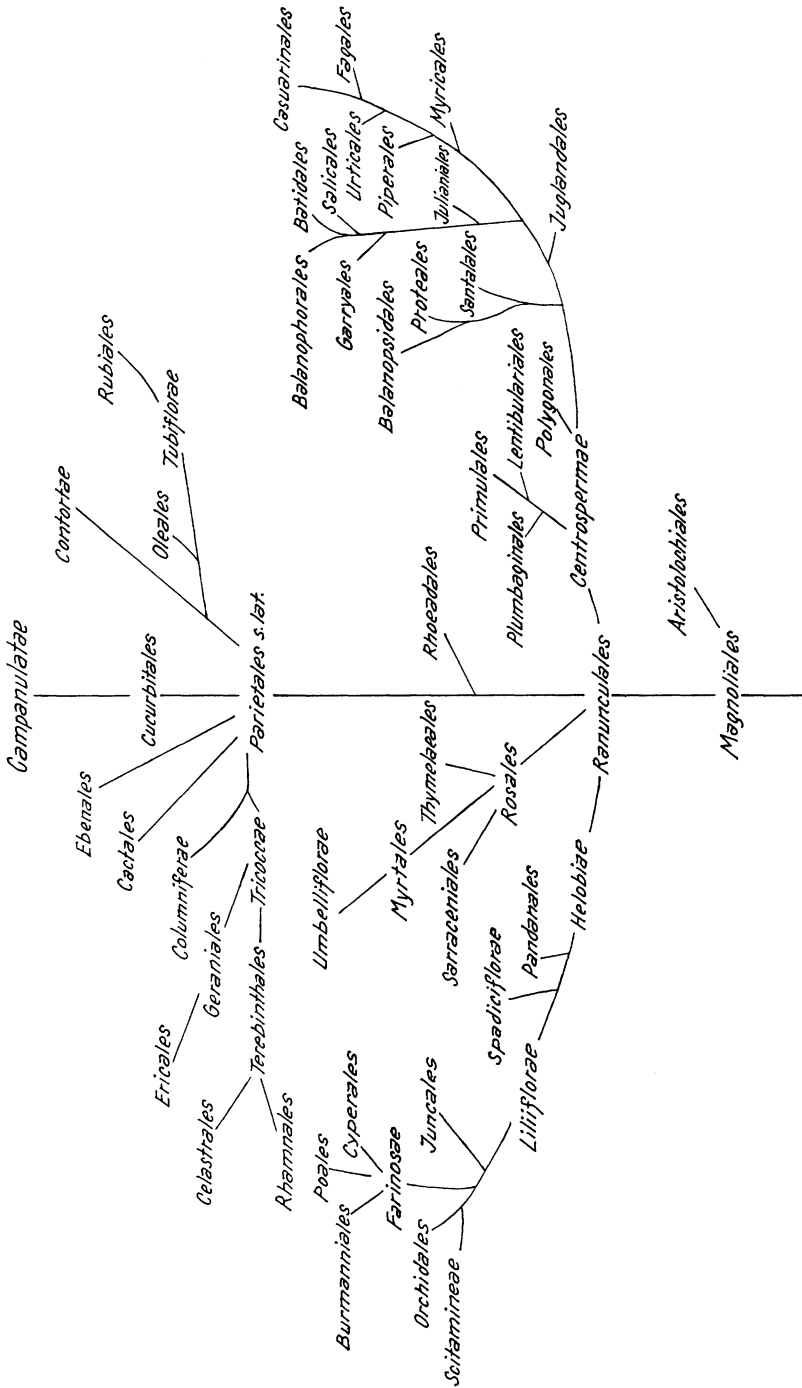 Campanulatae
Contortae
Rubiales
Ebenales
Cucurbitales
Oleales
Tubiflorae
Cactales
Columniferae
Parietales s.lat.
Ericales
Geraniales
Tricoccae
Celastrales
Terebinthales
Rhamnales
Casuarinales
Fagales
Batidales
Salicales
Urticales
Balanophorales
Garryales
Piperales
Myricales
Julianiales
Balanopsidales
Proteales
Santalales
Juglandales
Umbelliflorae
Myrtales
Thymelaeales
Rhoeadales
Primulales
Lentibulariales
Polygonales
Plumbaginales
Sarraceniales
Rosales
Centrospermae
Poales
Cyperales
Burmanniales
Farinosae
Juncales
Orchidales
Scitamineae
Spadiciflorae
Pandanales
Liliiflorae
Helobiae
Ranunculales
Aristolochiales
Magnoliales